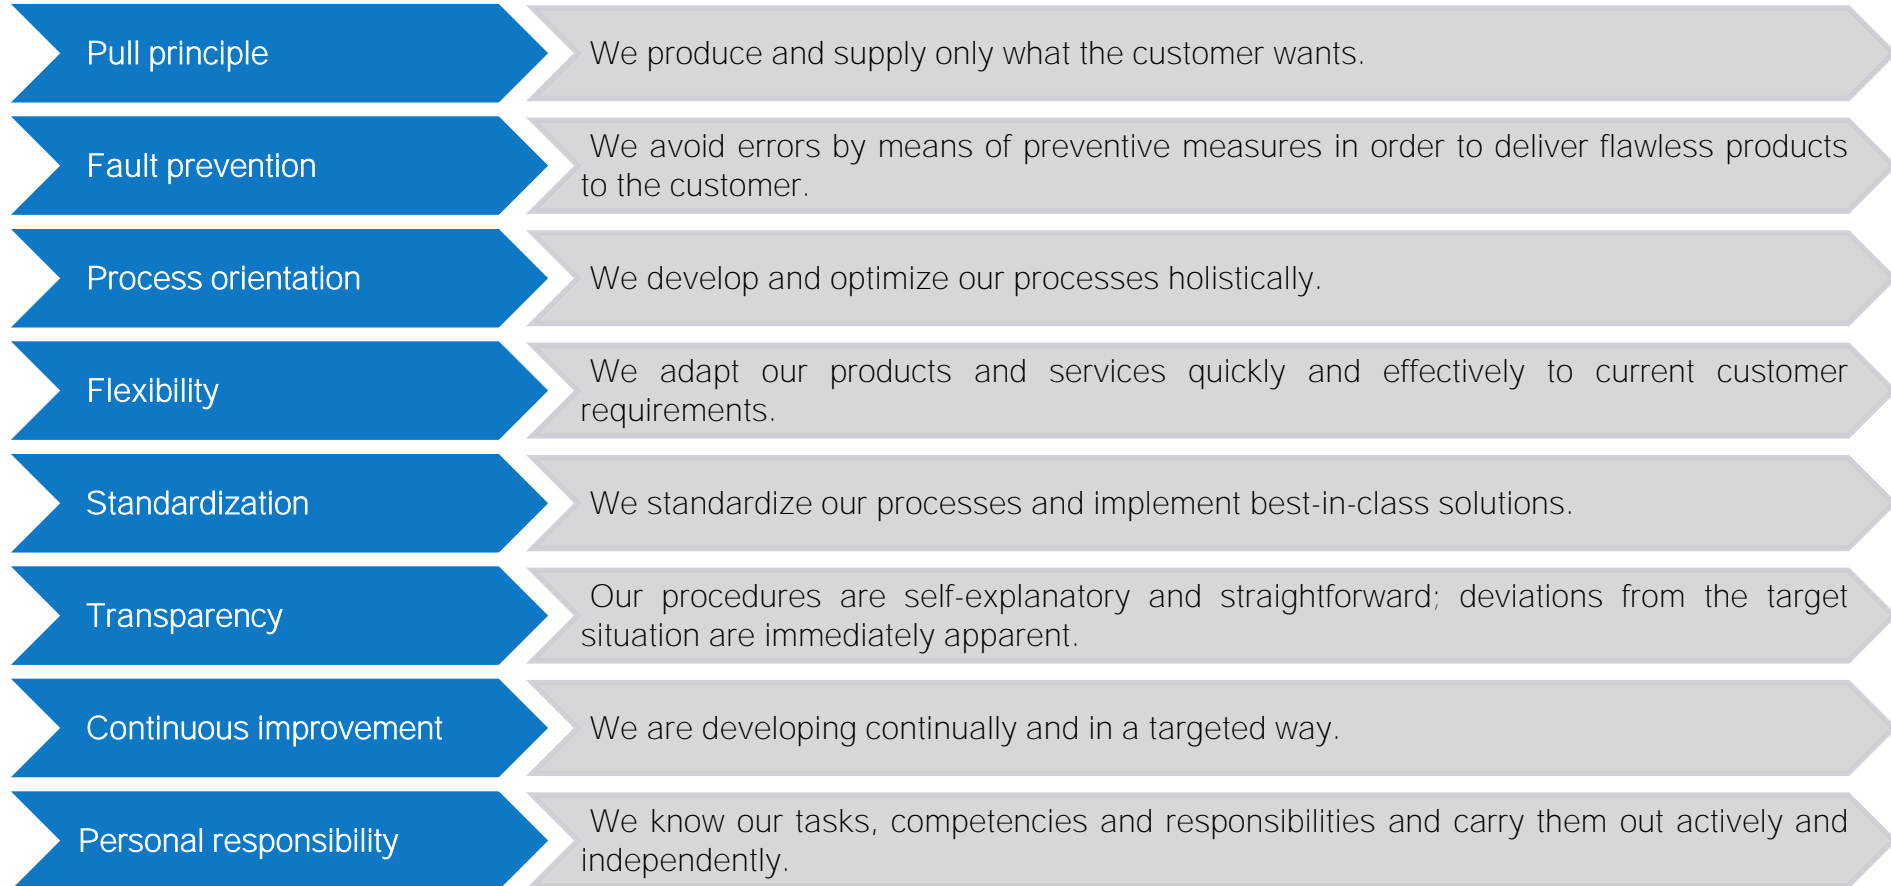 Pull principle
We produce and supply only what the customer wants.
Fault prevention
We avoid errors by means of preventive measures in order to deliver flawless products
to the customer.
Process orientation
We develop and optimize our processes holistically.
Flexibility
We adapt our products and services quickly and effectively to current customer
requirements.
Standardization
We standardize our processes and implement best-in-class solutions.
Transparency
Our procedures are self-explanatory and straightforward; deviations from the target
situation are immediately apparent.
Continuous improvement
We are developing continually and in a targeted way.
Personal responsibility
We know our tasks, competencies and responsibilities and carry them out actively and
independently.